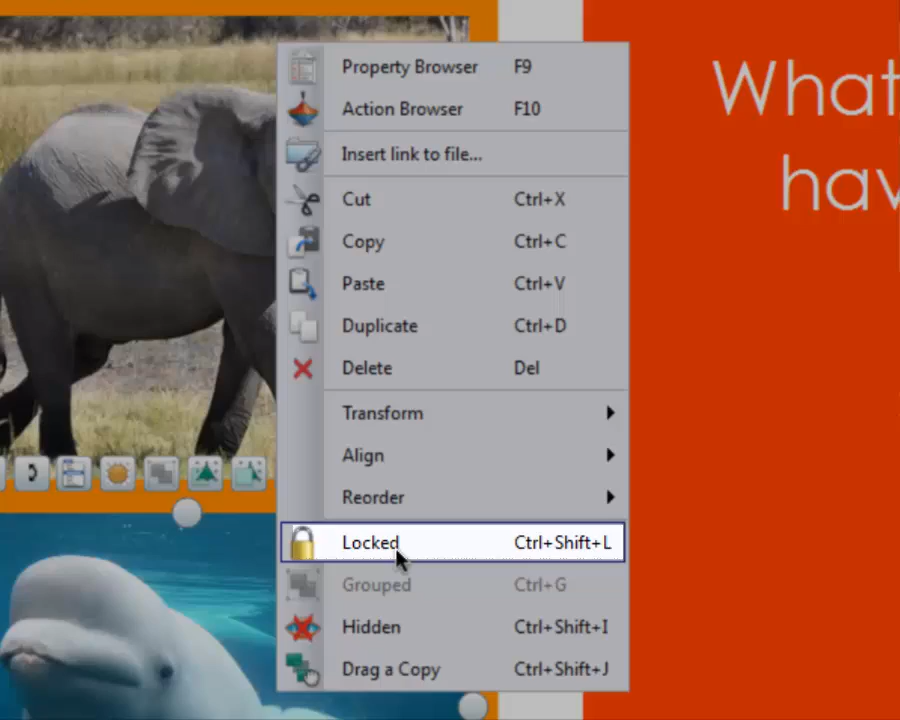 Property Browser F9
Action Browser F10
Insert link to file...
Cut Ctrl+X
Copy Ctrl+C
Paste Ctrl+V
Duplicate Ctrl+D
Delete Del
Transform
Align
Reorder
Locked Ctrl+Shift+L
Grouped Ctrl+G
Hidden Ctrl+Shift+I
Drag a Copy Ctrl+Shift+J
What
hav